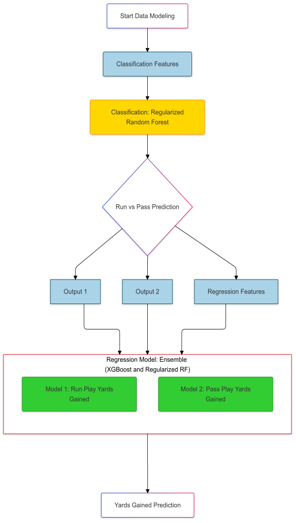 Start Data Modeling
Classification Features
Classification: Regularized
Random Forest
Run vs Pass Prediction
Output 1
Output 2
Regression Features
Regression Model: Ensemble
(XGBoost and Regularized RF)
Model 1: Run Play Yards
Gained
Model 2: Pass Play Yards
Gained
Yards Gained Prediction